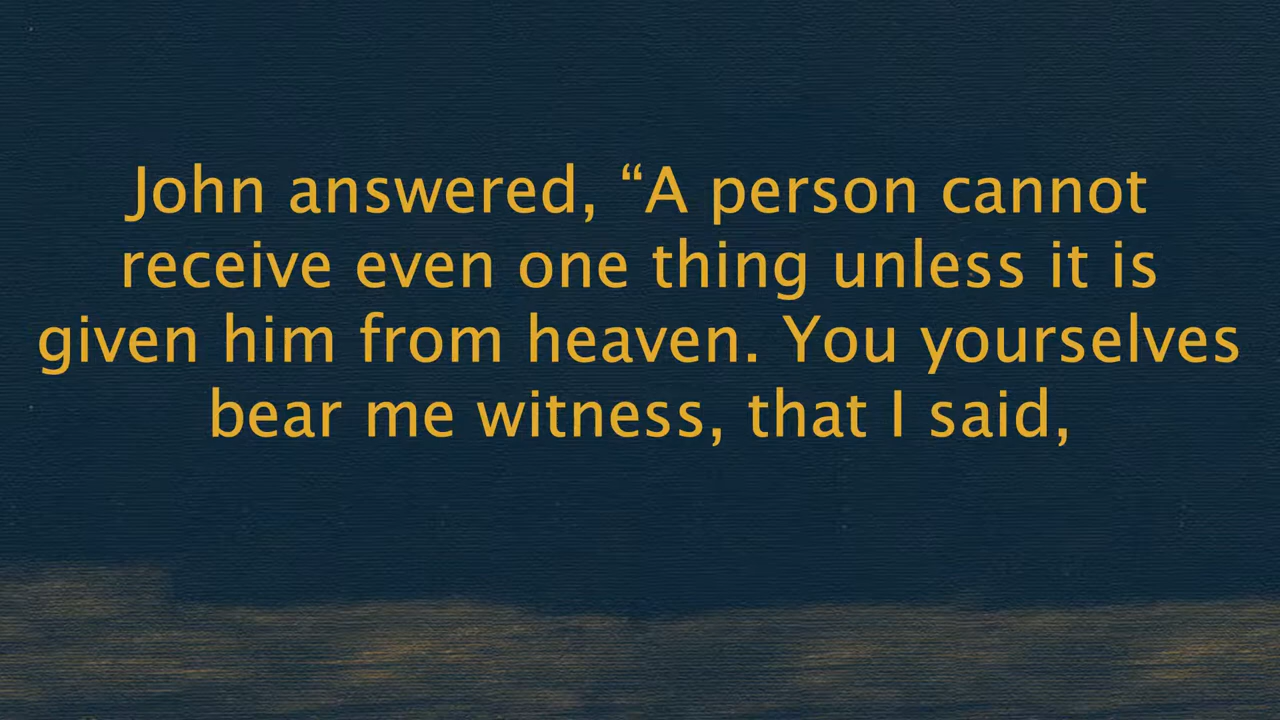 John answered, “A person cannot
receive even one thing unless it is
given him from heaven. You yourselves
bear me witness, that I said,